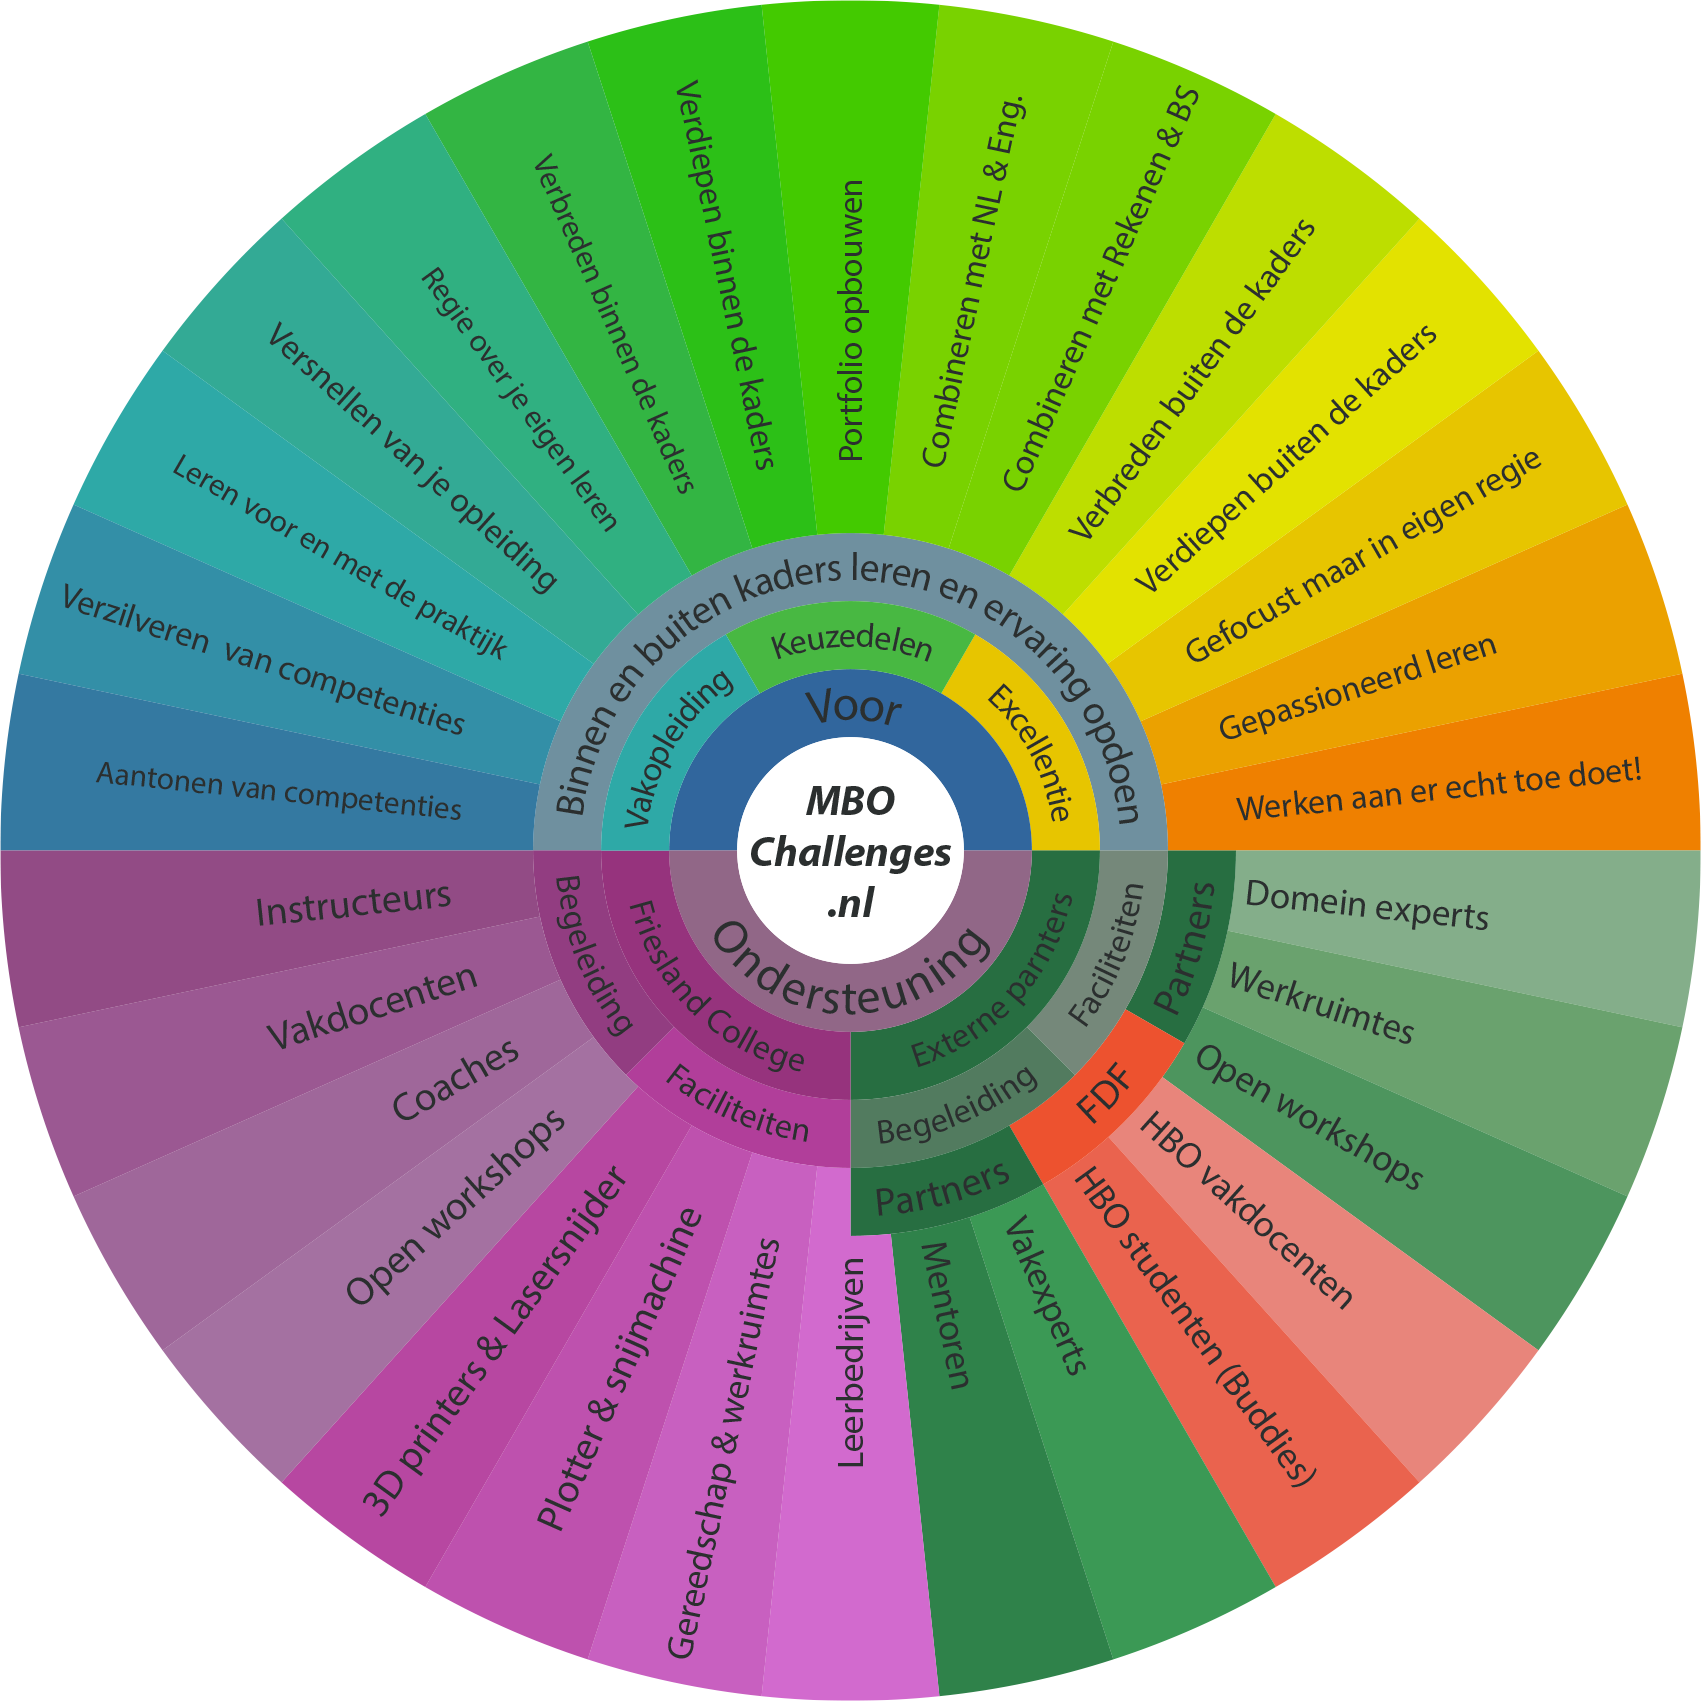 MBO
Challenges
.nl
Voor
Vakopleiding
Keuzedelen
Excellentie
Binnen en buiten kaders leren en ervaring opdoen
Aantonen van competenties
Verzilveren van competenties
Leren voor en met de praktijk
Versnellen van je opleiding
Regie over je eigen leren
Verbreden binnen de kaders
Verdiepen binnen de kaders
Portfolio opbouwen
Combineren met NL & Eng.
Combineren met Rekenen & BS
Verbreden buiten de kaders
Verdiepen buiten de kaders
Gefocust maar in eigen regie
Gepassioneerd leren
Werken aan er echt toe doet!
Ondersteuning
Externe parnters
Faciliteiten
Partners
Domein experts
Werkruimtes
Open workshops
FDF
HBO vakdocenten
HBO studenten (Buddies)
Begeleiding
Partners
Vakexperts
Mentoren
Friesland College
Faciliteiten
Leerbedrijven
Gereedschap & werkruimtes
Plotter & snijmachine
3D printers & Lasersnijder
Begeleiding
Open workshops
Coaches
Vakdocenten
Instructeurs